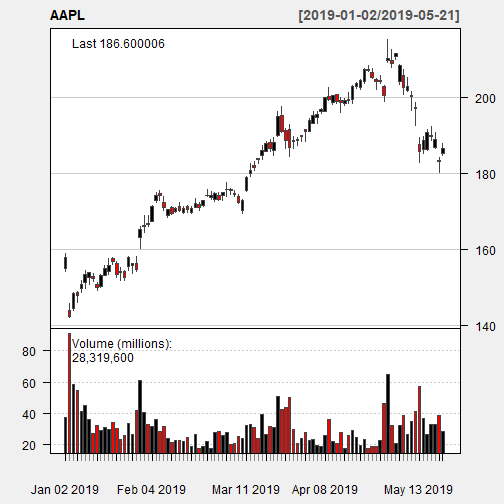 AAPL [2019-01-02/2019-05-21]
Last 186.600006
200
180
160
140
Volume (millions):
28,319,600
80
60
40
20
Jan 02 2019 Feb 04 2019 Mar 11 2019 Apr 08 2019 May 13 2019